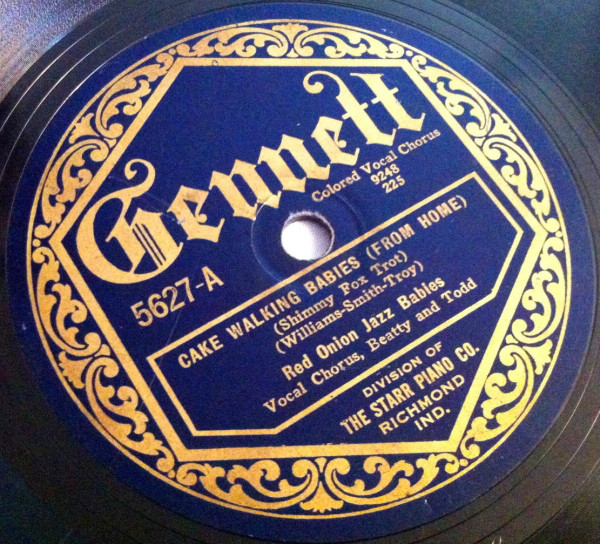 Gennett
Colored Vocal Chorus
9248
225
5627-A
CAKE WALKING BABIES (FROM HOME)
(Shimmy Fox Trot)
(Williams-Smith-Troy)
Red Onion Jazz Babies
Vocal Chorus, Beatty and Todd
DIVISION OF
THE STARR PIANO CO.
RICHMOND
IND.